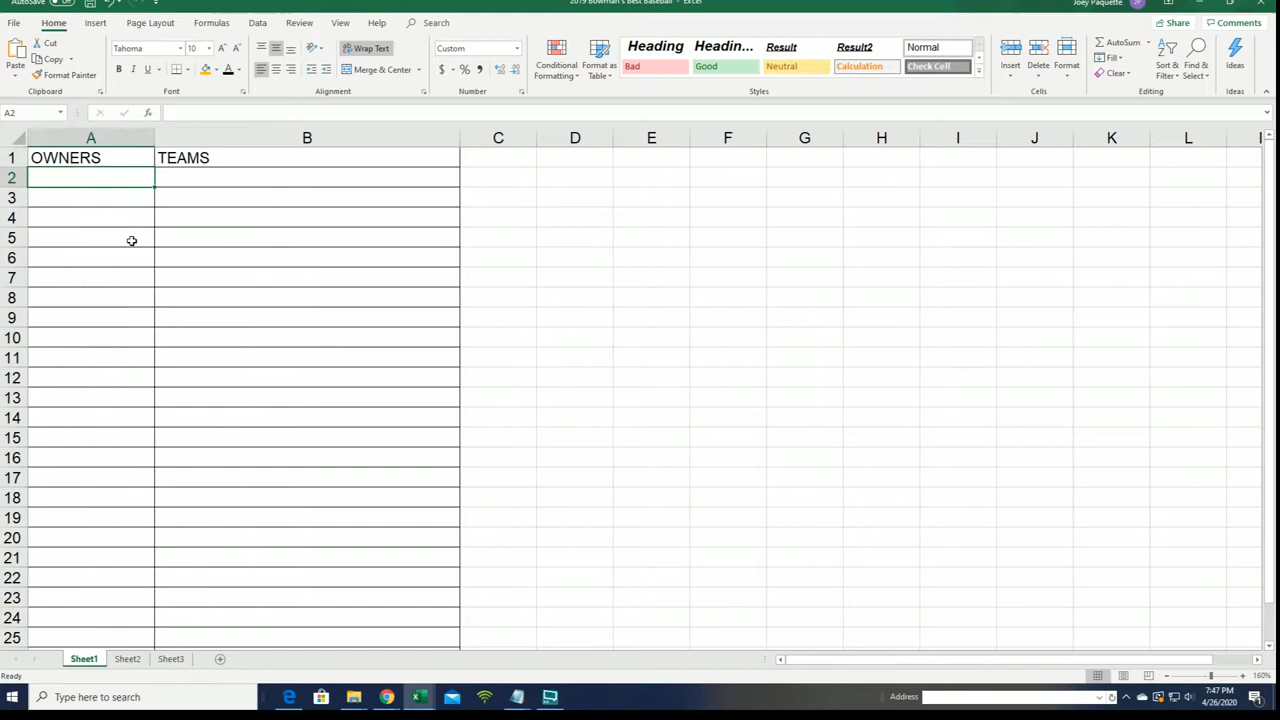 AutoSave
2019 Bowman's Best Baseball - Excel
Joey Paquette
JP
File Home Insert Page Layout Formulas Data Review View Help Search Share Comments
Paste Cut Copy Format Painter Clipboard
Tahoma 10 A A B I U A Font
Wrap Text Merge & Center Alignment
Custom $ % , Number
Conditional Formatting Format as Table
Heading Headin... Result Result2 Normal
Bad Good Neutral Calculation Check Cell
Styles
Insert Delete Format Cells
AutoSum Fill Clear Sort & Filter Find & Select Editing
Ideas Ideas
A2 fx
A B C D E F G H I J K L
1 OWNERS TEAMS
2
3
4
5
6
7
8
9
10
11
12
13
14
15
16
17
18
19
20
21
22
23
24
25
Sheet1 Sheet2 Sheet3
Ready 160%
Type here to search Address 7:47 PM
4/26/2020